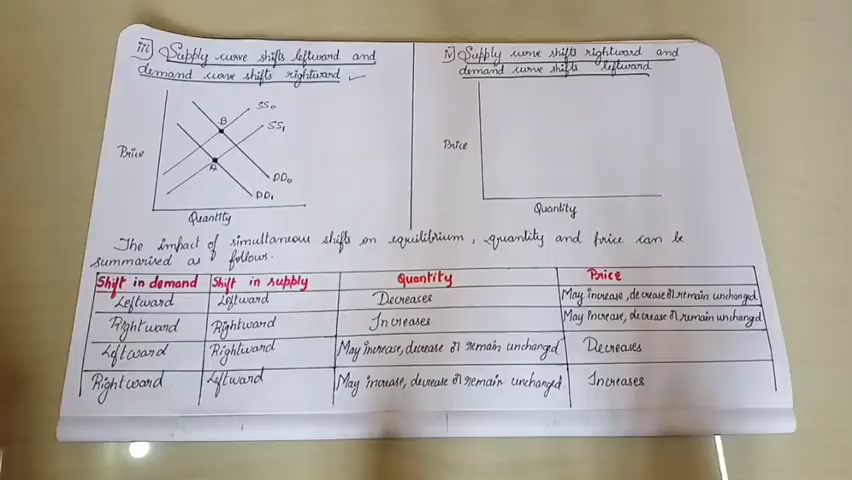 iii) Supply curve shifts leftward and
demand curve shifts rightward
Price
SS₀
SS₁
B
A
DD₀
DD₁
Quantity
iv) Supply curve shifts rightward and
demand curve shifts leftward
Price
Quantity
The impact of simultaneous shifts on equilibrium, quantity and price can be
summarised as follows.
Shift in demand Shift in supply Quantity Price
Leftward Leftward Decreases May increase, decrease or remain unchanged
Rightward Rightward Increases May increase, decrease or remain unchanged
Leftward Rightward May increase, decrease or remain unchanged Decreases
Rightward Leftward May increase, decrease or remain unchanged Increases